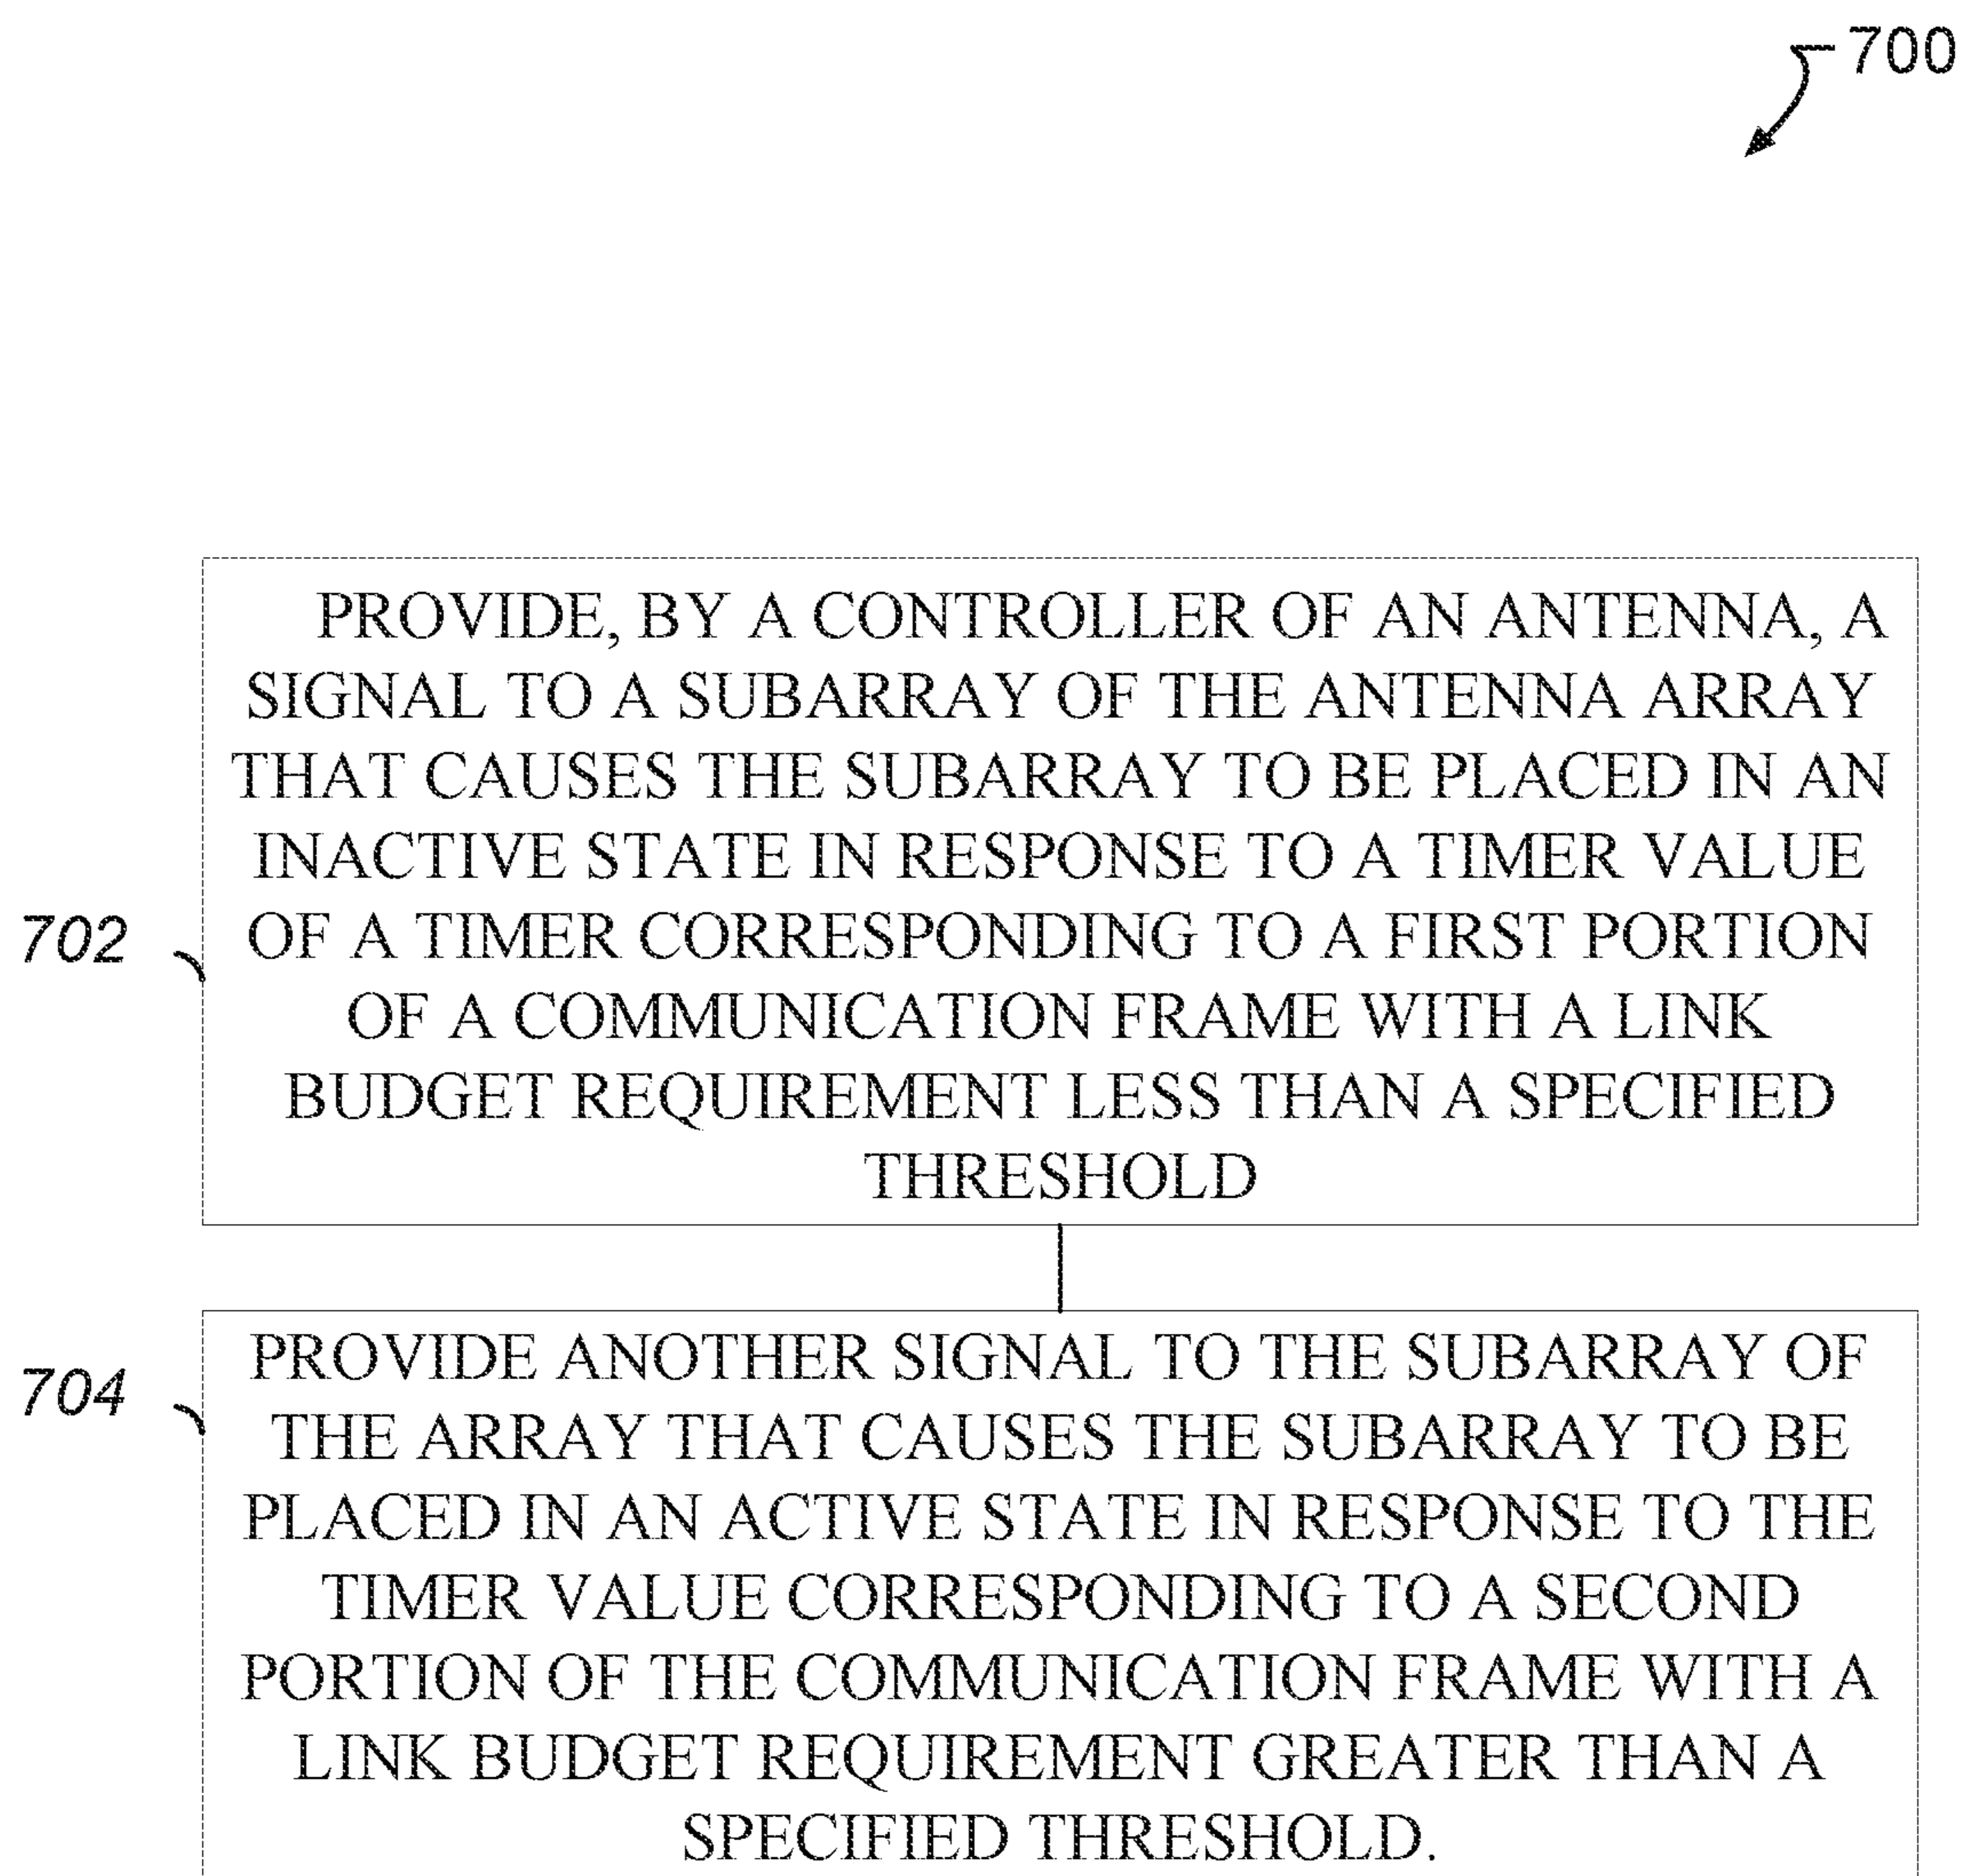 700
PROVIDE, BY A CONTROLLER OF AN ANTENNA, A
SIGNAL TO A SUBARRAY OF THE ANTENNA ARRAY
THAT CAUSES THE SUBARRAY TO BE PLACED IN AN
INACTIVE STATE IN RESPONSE TO A TIMER VALUE
702
OF A TIMER CORRESPONDING TO A FIRST PORTION
OF A COMMUNICATION FRAME WITH A LINK
BUDGET REQUIREMENT LESS THAN A SPECIFIED
THRESHOLD
704
PROVIDE ANOTHER SIGNAL TO THE SUBARRAY OF
THE ARRAY THAT CAUSES THE SUBARRAY TO BE
PLACED IN AN ACTIVE STATE IN RESPONSE TO THE
TIMER VALUE CORRESPONDING TO A SECOND
PORTION OF THE COMMUNICATION FRAME WITH A
LINK BUDGET REQUIREMENT GREATER THAN A
SPECIFIED THRESHOLD.